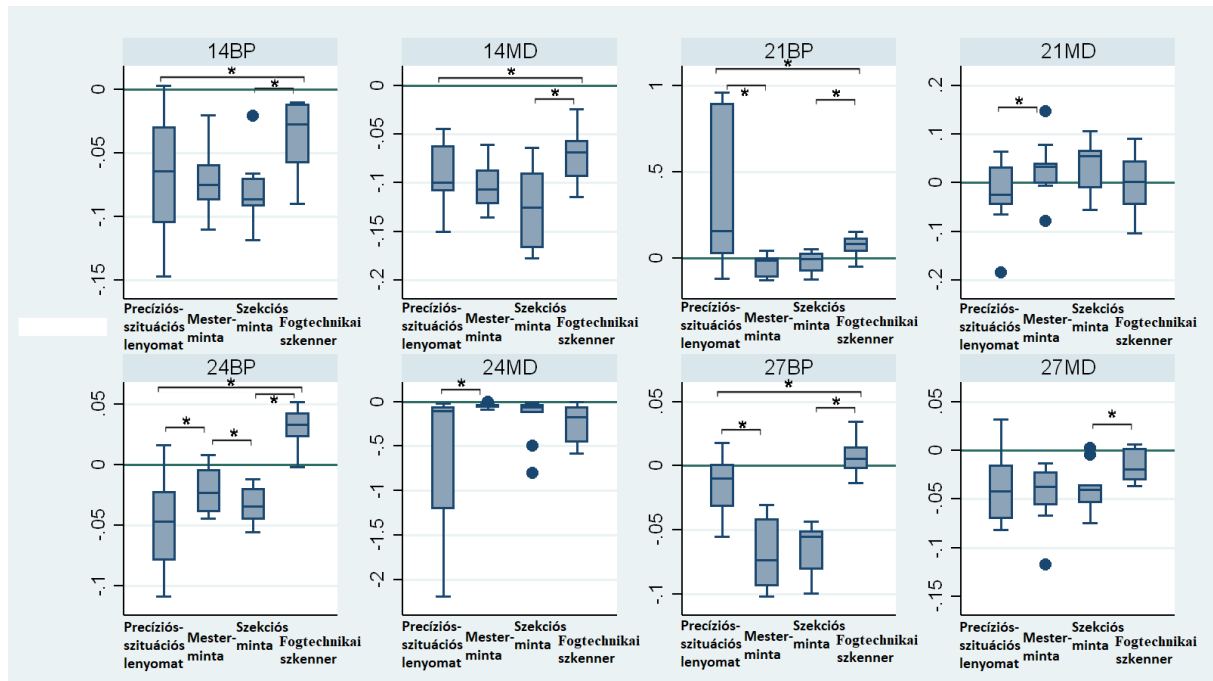 14BP
14MD
21BP
21MD
* *
0 -.05 -.1 -.15
* *
0 -.05 -.1 -.15 -.2
* * *
1 .5 0
*
.2 0.1 0 -.1 -.2
Precíziós-szituációs lenyomat Mester-minta Szekciós minta Fogtechnikai szkenner
Precíziós-szituációs lenyomat Mester-minta Szekciós minta Fogtechnikai szkenner
Precíziós-szituációs lenyomat Mester-minta Szekciós minta Fogtechnikai szkenner
Precíziós-szituációs lenyomat Mester-minta Szekciós minta Fogtechnikai szkenner
24BP
24MD
27BP
27MD
* * * *
.05 0 -.05 -.1
*
0 -.5 -1 -1.5 -2
* * *
.05 0 -.05 -.1
*
.05 0 -.05 -.1 -.15
Precíziós-szituációs lenyomat Mester-minta Szekciós minta Fogtechnikai szkenner
Precíziós-szituációs lenyomat Mester-minta Szekciós minta Fogtechnikai szkenner
Precíziós-szituációs lenyomat Mester-minta Szekciós minta Fogtechnikai szkenner
Precíziós-szituációs lenyomat Mester-minta Szekciós minta Fogtechnikai szkenner